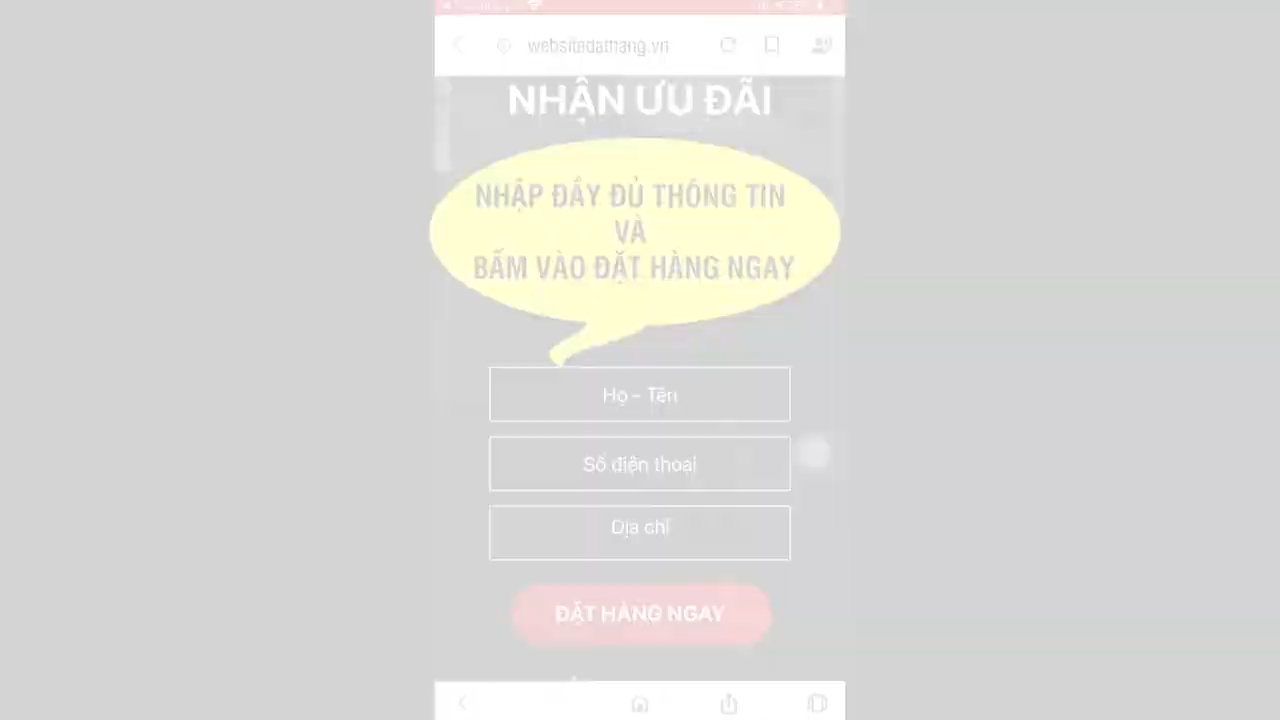 websitedathang.vn
NHẬN ƯU ĐÃI
NHẬP ĐẦY ĐỦ THÔNG TIN
VÀ
BẤM VÀO ĐẶT HÀNG NGAY
Họ - Tên
Số điện thoại
Địa chỉ
ĐẶT HÀNG NGAY